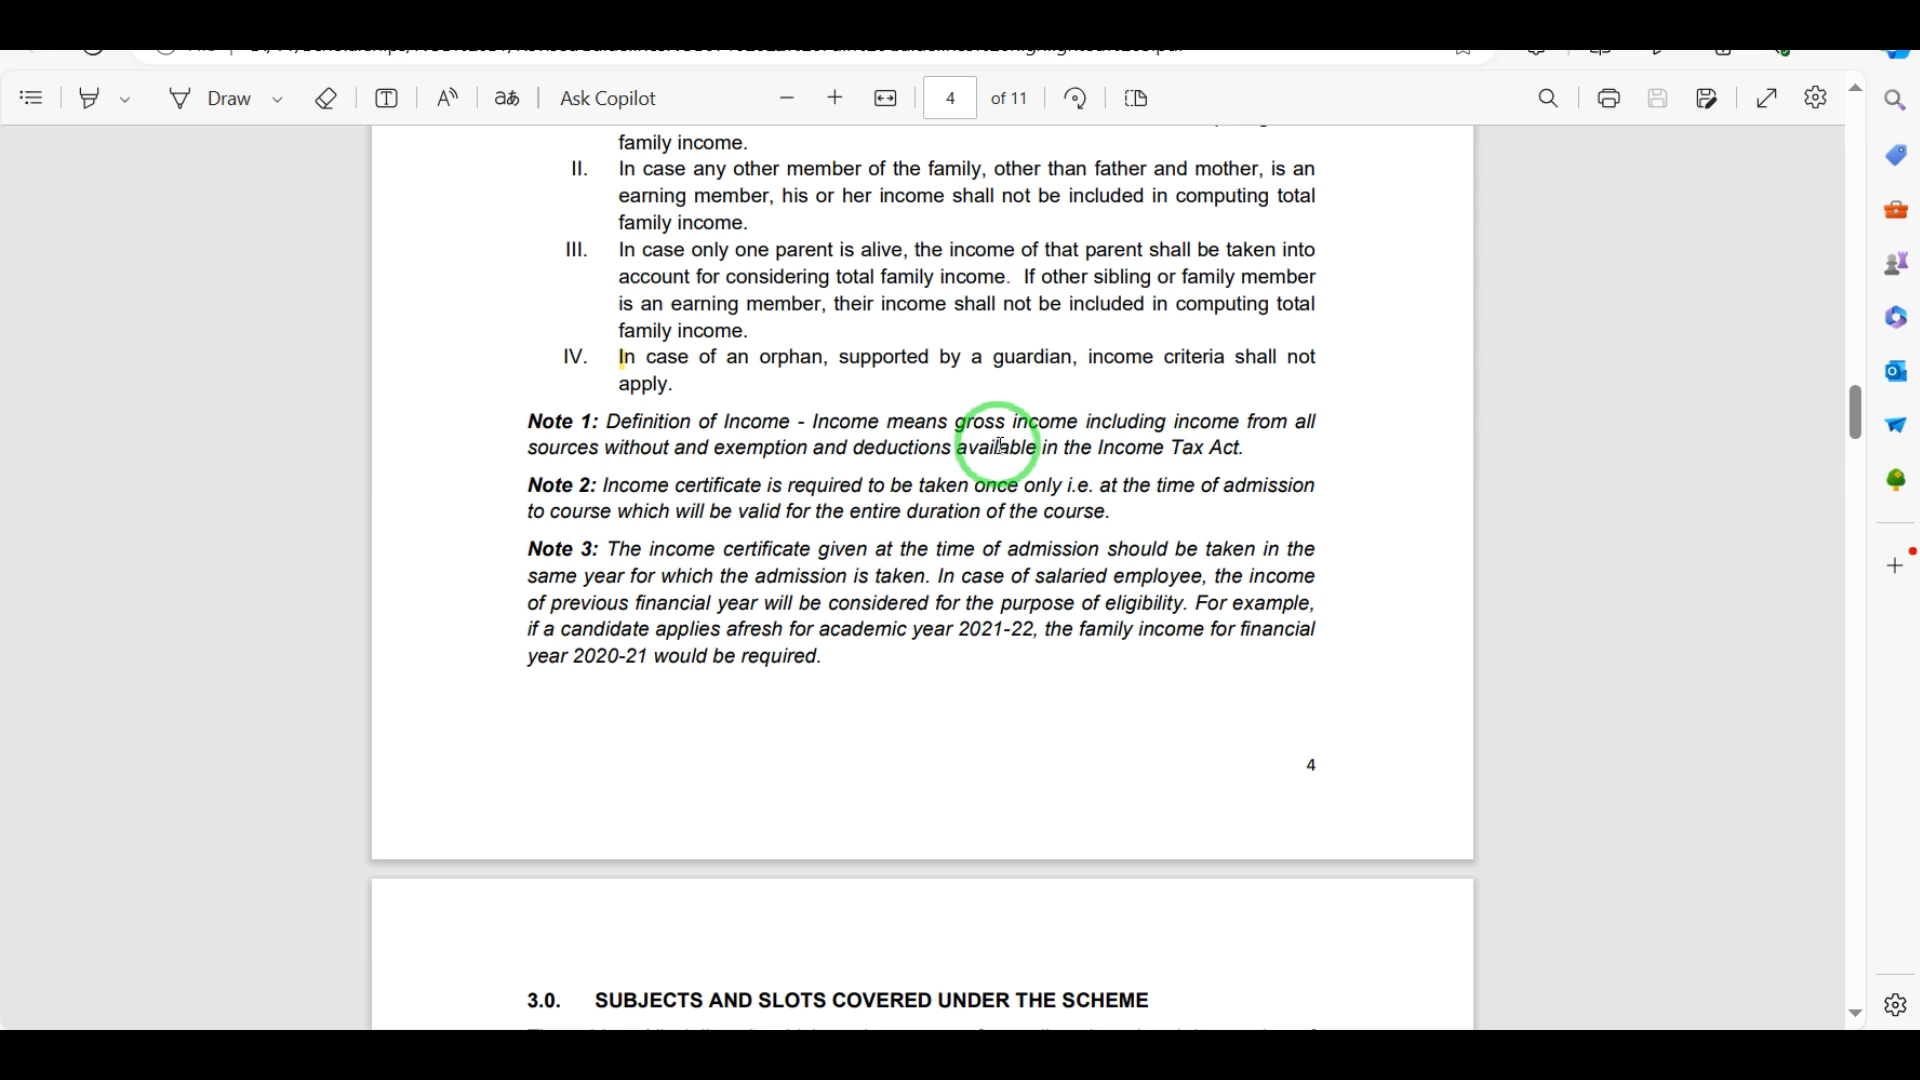 Draw
Ask Copilot
4
of 11
family income.
II. In case any other member of the family, other than father and mother, is an
earning member, his or her income shall not be included in computing total
family income.
III. In case only one parent is alive, the income of that parent shall be taken into
account for considering total family income. If other sibling or family member
is an earning member, their income shall not be included in computing total
family income.
IV. In case of an orphan, supported by a guardian, income criteria shall not
apply.
Note 1: Definition of Income - Income means gross income including income from all
sources without and exemption and deductions available in the Income Tax Act.
Note 2: Income certificate is required to be taken once only i.e. at the time of admission
to course which will be valid for the entire duration of the course.
Note 3: The income certificate given at the time of admission should be taken in the
same year for which the admission is taken. In case of salaried employee, the income
of previous financial year will be considered for the purpose of eligibility. For example,
if a candidate applies afresh for academic year 2021-22, the family income for financial
year 2020-21 would be required.
4
3.0. SUBJECTS AND SLOTS COVERED UNDER THE SCHEME